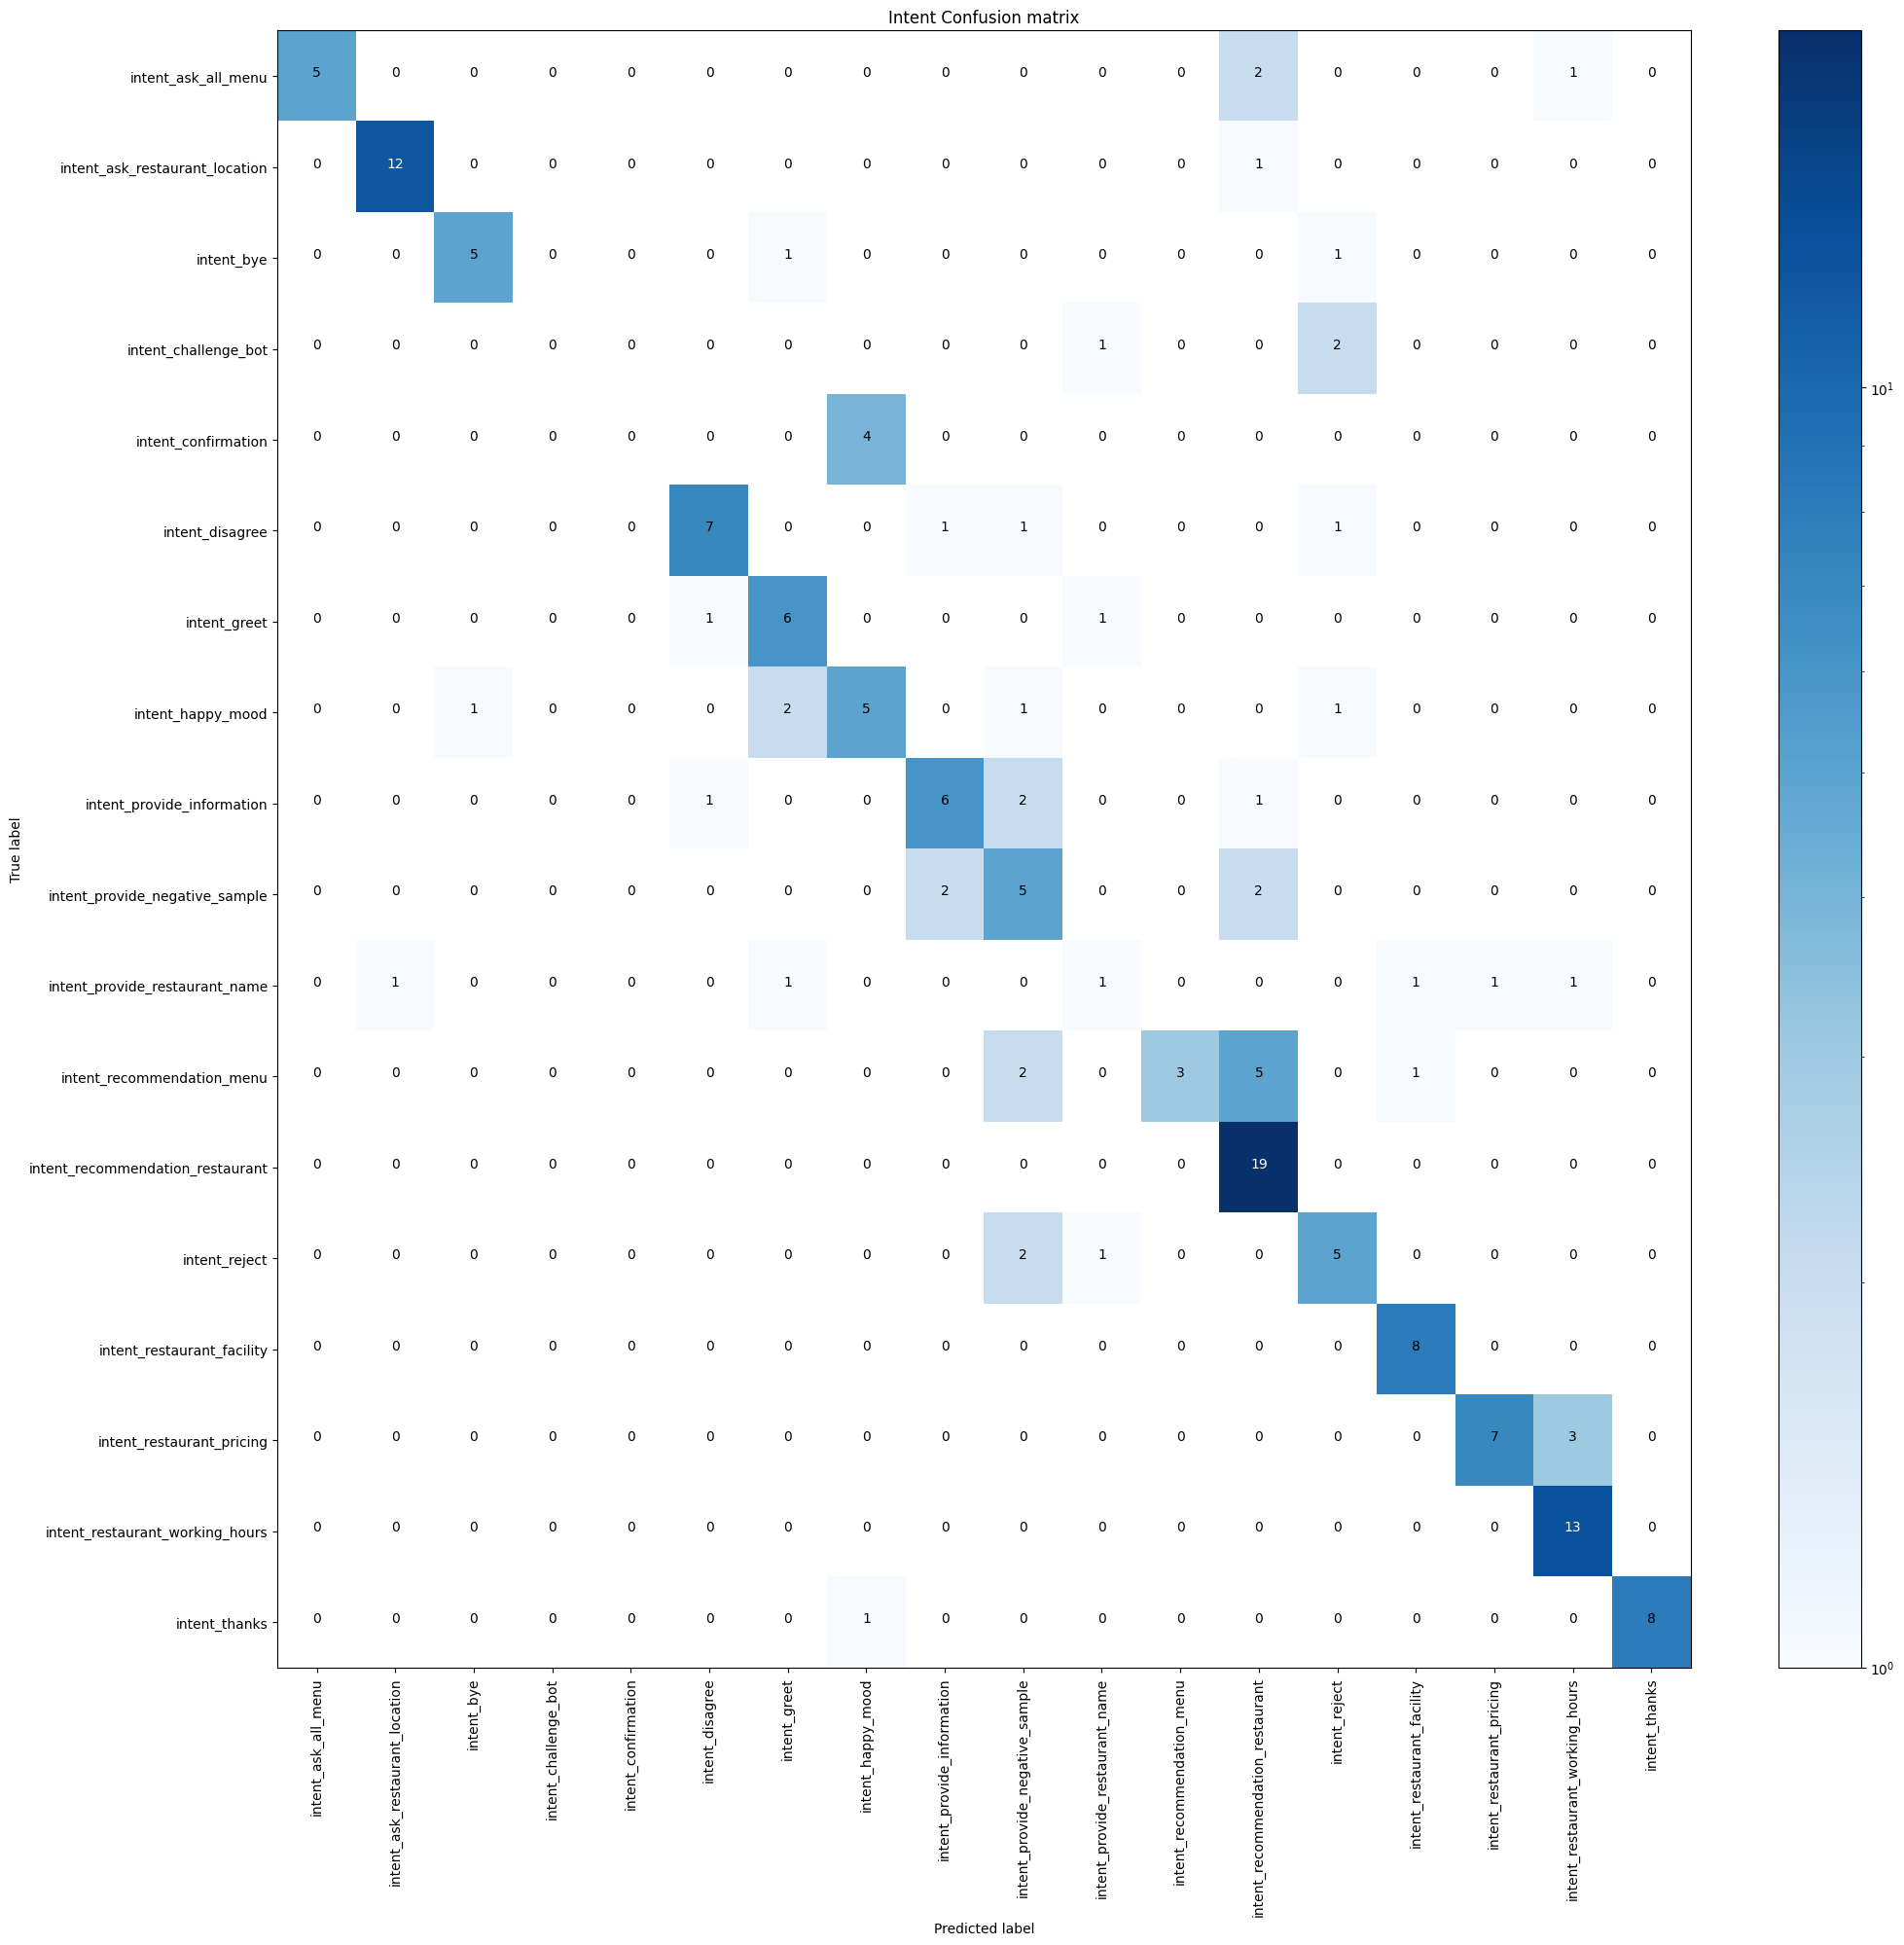 Intent Confusion matrix
intent_ask_all_menu 5 0 0 0 0 0 0 0 0 0 0 0 2 0 0 0 1 0
intent_ask_restaurant_location 0 12 0 0 0 0 0 0 0 0 0 0 1 0 0 0 0 0
intent_bye 0 0 5 0 0 0 1 0 0 0 0 0 0 1 0 0 0 0
intent_challenge_bot 0 0 0 0 0 0 0 0 0 0 1 0 0 2 0 0 0 0
intent_confirmation 0 0 0 0 0 0 0 4 0 0 0 0 0 0 0 0 0 0
intent_disagree 0 0 0 0 0 7 0 0 1 1 0 0 0 1 0 0 0 0
intent_greet 0 0 0 0 0 1 6 0 0 0 1 0 0 0 0 0 0 0
intent_happy_mood 0 0 1 0 0 0 2 5 0 1 0 0 0 1 0 0 0 0
intent_provide_information 0 0 0 0 0 1 0 0 6 2 0 0 1 0 0 0 0 0
intent_provide_negative_sample 0 0 0 0 0 0 0 0 2 5 0 0 2 0 0 0 0 0
intent_provide_restaurant_name 0 1 0 0 0 0 1 0 0 0 1 0 0 0 1 1 1 0
intent_recommendation_menu 0 0 0 0 0 0 0 0 0 2 0 3 5 0 1 0 0 0
intent_recommendation_restaurant 0 0 0 0 0 0 0 0 0 0 0 0 19 0 0 0 0 0
intent_reject 0 0 0 0 0 0 0 0 0 2 1 0 0 5 0 0 0 0
intent_restaurant_facility 0 0 0 0 0 0 0 0 0 0 0 0 0 0 8 0 0 0
intent_restaurant_pricing 0 0 0 0 0 0 0 0 0 0 0 0 0 0 0 7 3 0
intent_restaurant_working_hours 0 0 0 0 0 0 0 0 0 0 0 0 0 0 0 0 13 0
intent_thanks 0 0 0 0 0 0 0 1 0 0 0 0 0 0 0 0 0 8
True label
intent_ask_all_menu
intent_ask_restaurant_location
intent_bye
intent_challenge_bot
intent_confirmation
intent_disagree
intent_greet
intent_happy_mood
intent_provide_information
intent_provide_negative_sample
intent_provide_restaurant_name
intent_recommendation_menu
intent_recommendation_restaurant
intent_reject
intent_restaurant_facility
intent_restaurant_pricing
intent_restaurant_working_hours
intent_thanks
Predicted label
10¹
10⁰